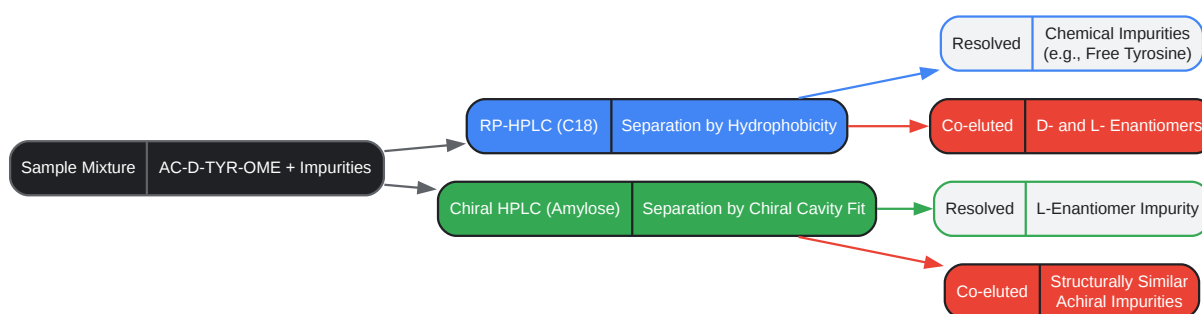 Sample Mixture
AC-D-TYR-OME + Impurities
RP-HPLC (C18)
Separation by Hydrophobicity
Chiral HPLC (Amylose)
Separation by Chiral Cavity Fit
Resolved
Chemical Impurities
(e.g., Free Tyrosine)
Co-eluted
D- and L- Enantiomers
Resolved
L-Enantiomer Impurity
Co-eluted
Structurally Similar
Achiral Impurities